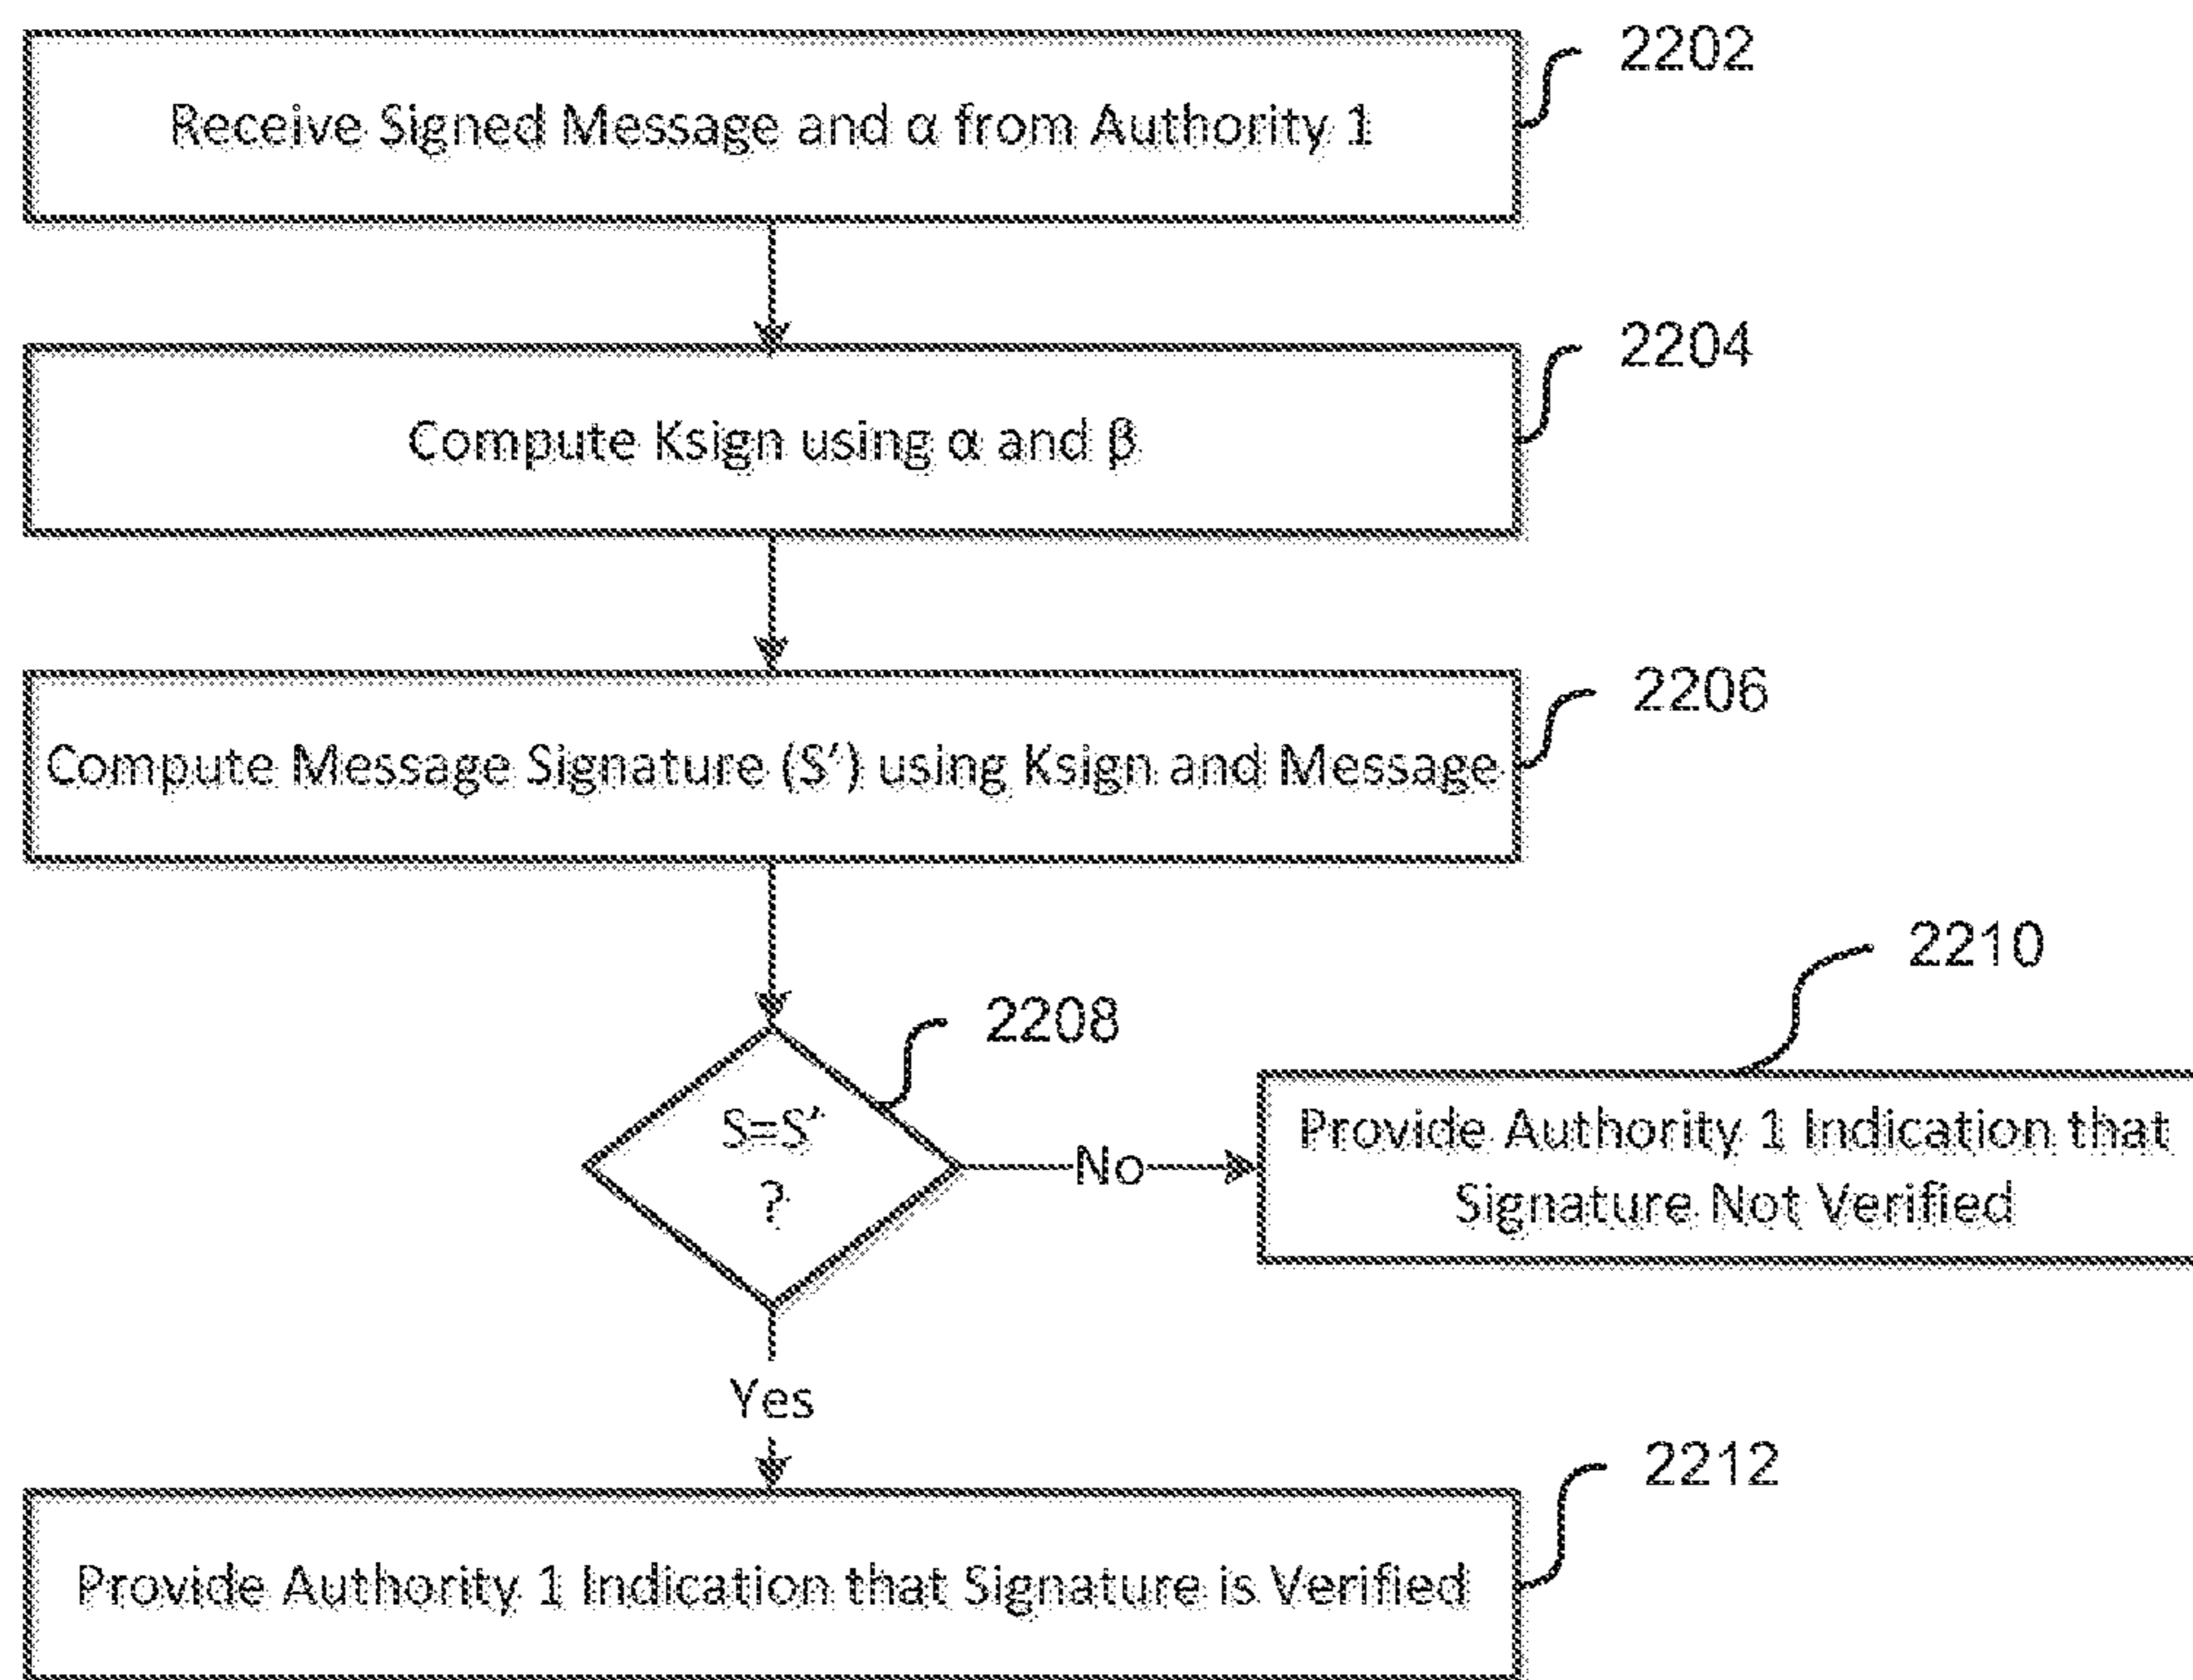 2202
Receive Signed Message and α from Authority 1
2204
Compute Ksign using α and β
2206
Compute Message Signature (S′) using Ksign and Message
2208
S=S′
?
No
2210
Provide Authority 1 Indication that
Signature Not Verified
Yes
2212
Provide Authority 1 Indication that Signature is Verified